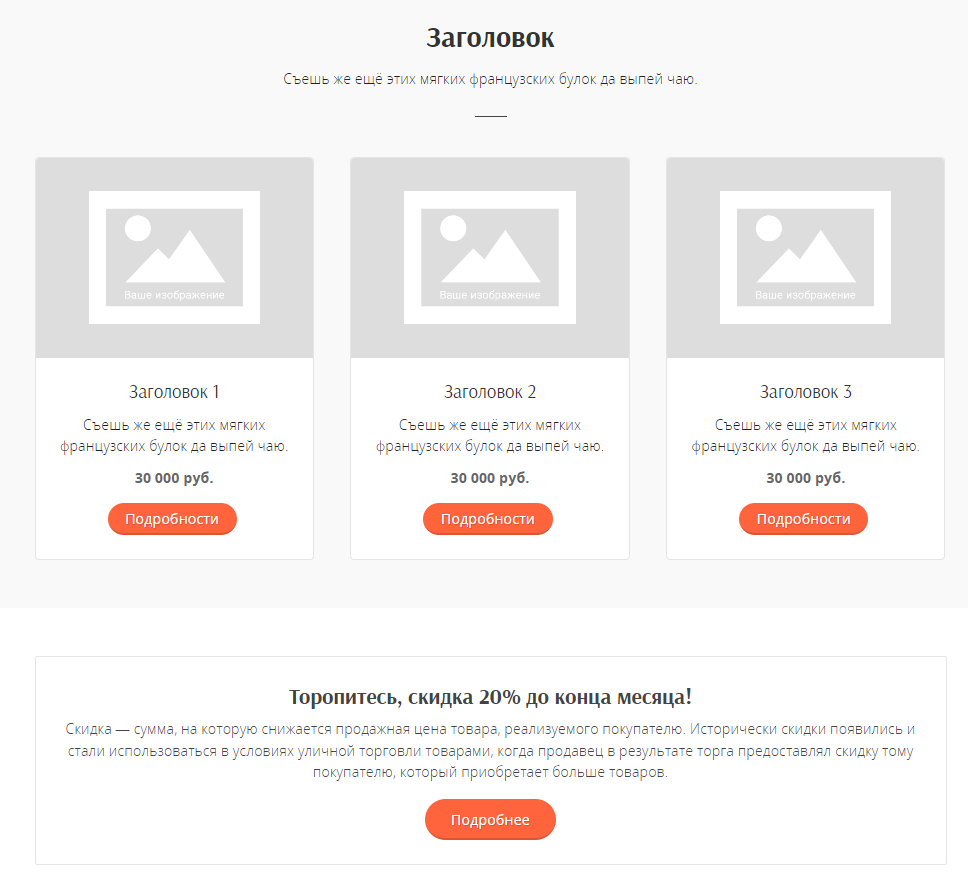 Заголовок
Съешь же ещё этих мягких французских булок да выпей чаю.
Ваше изображение
Заголовок 1
Съешь же ещё этих мягких
французских булок да выпей чаю.
30 000 руб.
Подробности
Ваше изображение
Заголовок 2
Съешь же ещё этих мягких
французских булок да выпей чаю.
30 000 руб.
Подробности
Ваше изображение
Заголовок 3
Съешь же ещё этих мягких
французских булок да выпей чаю.
30 000 руб.
Подробности
Торопитесь, скидка 20% до конца месяца!
Скидка — сумма, на которую снижается продажная цена товара, реализуемого покупателю. Исторически скидки появились и
стали использоваться в условиях уличной торговли товарами, когда продавец в результате торга предоставлял скидку тому
покупателю, который приобретает больше товаров.
Подробнее